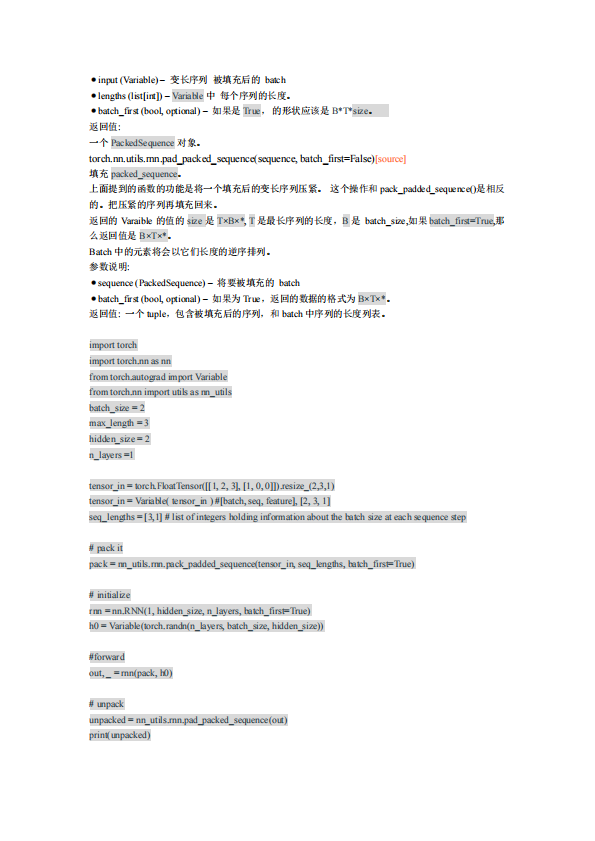 ●input (Variable) – 变长序列 被填充后的 batch
●lengths (list[int]) – Variable 中 每个序列的长度。
●batch_first (bool, optional) – 如果是 True， 的形状应该是 B*T*size。
返回值:
一个 PackedSequence 对象。
torch.nn.utils.rnn.pad_packed_sequence(sequence, batch_first=False)[source]
填充 packed_sequence。
上面提到的函数的功能是将一个填充后的变长序列压紧。 这个操作和 pack_padded_sequence()是相反
的。把压紧的序列再填充回来。
返回的 Varaible 的值的 size 是 T×B×*, T 是最长序列的长度，B 是 batch_size,如果 batch_first=True,那
么返回值是 B×T×*。
Batch 中的元素将会以它们长度的逆序排列。
参数说明:
●sequence (PackedSequence) – 将要被填充的 batch
●batch_first (bool, optional) – 如果为 True，返回的数据的格式为 B×T×*。
返回值: 一个 tuple，包含被填充后的序列，和 batch 中序列的长度列表。
import torch
import torch.nn as nn
from torch.autograd import Variable
from torch.nn import utils as nn_utils
batch_size = 2
max_length = 3
hidden_size = 2
n_layers =1
tensor_in = torch.FloatTensor([[1, 2, 3], [1, 0, 0]]).resize_(2,3,1)
tensor_in = Variable( tensor_in ) #[batch, seq, feature], [2, 3, 1]
seq_lengths = [3,1] # list of integers holding information about the batch size at each sequence step
# pack it
pack = nn_utils.rnn.pack_padded_sequence(tensor_in, seq_lengths, batch_first=True)
# initialize
rnn = nn.RNN(1, hidden_size, n_layers, batch_first=True)
h0 = Variable(torch.randn(n_layers, batch_size, hidden_size))
#forward
out, _ = rnn(pack, h0)
# unpack
unpacked = nn_utils.rnn.pad_packed_sequence(out)
print(unpacked)